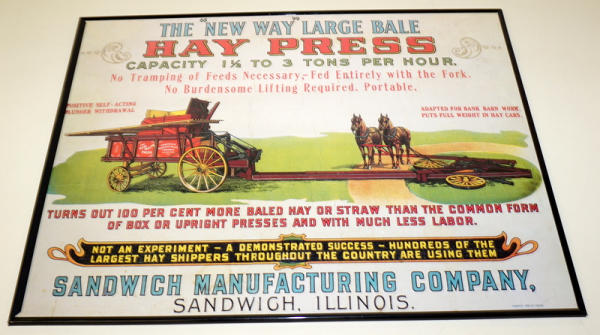 THE "NEW WAY" LARGE BALE
HAY PRESS
CAPACITY 1½ TO 3 TONS PER HOUR.
No Tramping of Feeds Necessary,-Fed Entirely with the Fork.
No Burdensome Lifting Required. Portable.
POSITIVE SELF-ACTING
PLUNGER WITHDRAWAL
ADAPTED FOR BANK BARN WORK
PUTS FULL WEIGHT IN HAY CARS.
TURNS OUT 100 PER CENT MORE BALED HAY OR STRAW THAN THE COMMON FORM
OF BOX OR UPRIGHT PRESSES AND WITH MUCH LESS LABOR.
NOT AN EXPERIMENT - A DEMONSTRATED SUCCESS - HUNDREDS OF THE
LARGEST HAY SHIPPERS THROUGHOUT THE COUNTRY ARE USING THEM
SANDWICH MANUFACTURING COMPANY,
SANDWICH, ILLINOIS.